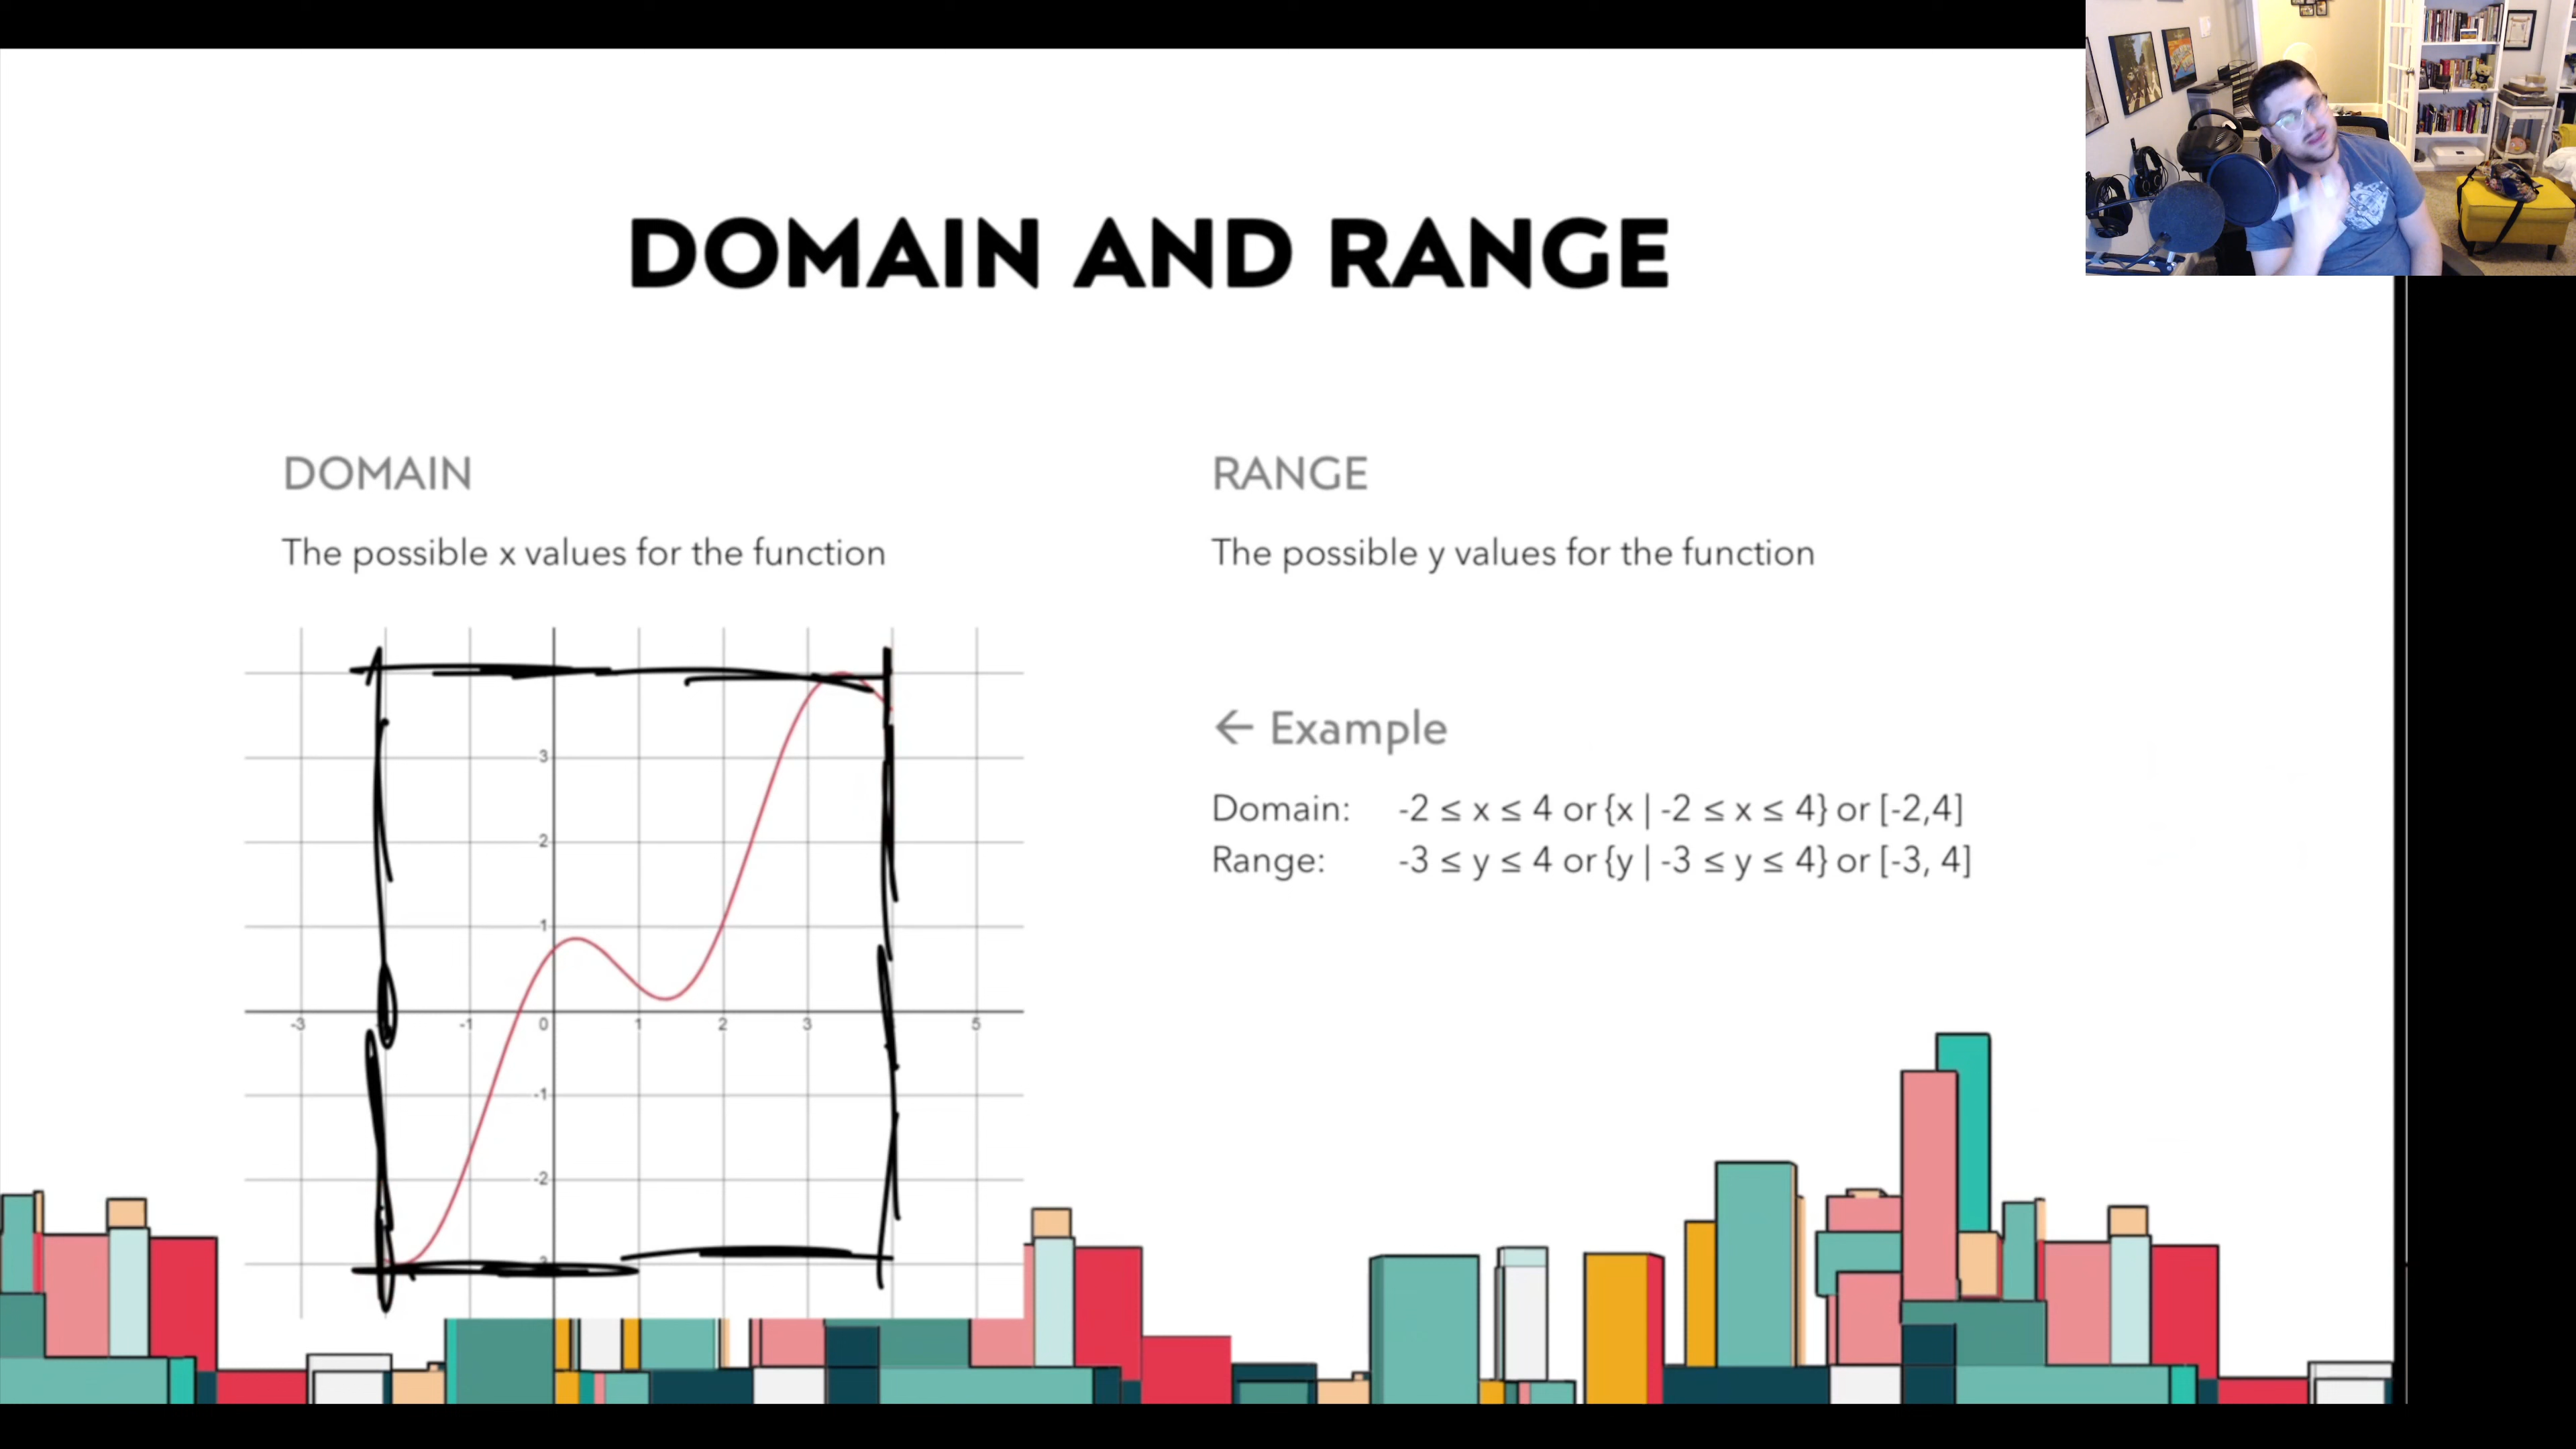 DOMAIN AND RANGE
DOMAIN
The possible x values for the function
RANGE
The possible y values for the function
← Example
Domain: -2 ≤ x ≤ 4 or {x | -2 ≤ x ≤ 4} or [-2,4]
Range: -3 ≤ y ≤ 4 or {y | -3 ≤ y ≤ 4} or [-3, 4]
3
2
1
-3 -1 0 1 2 3 5
-1
-2